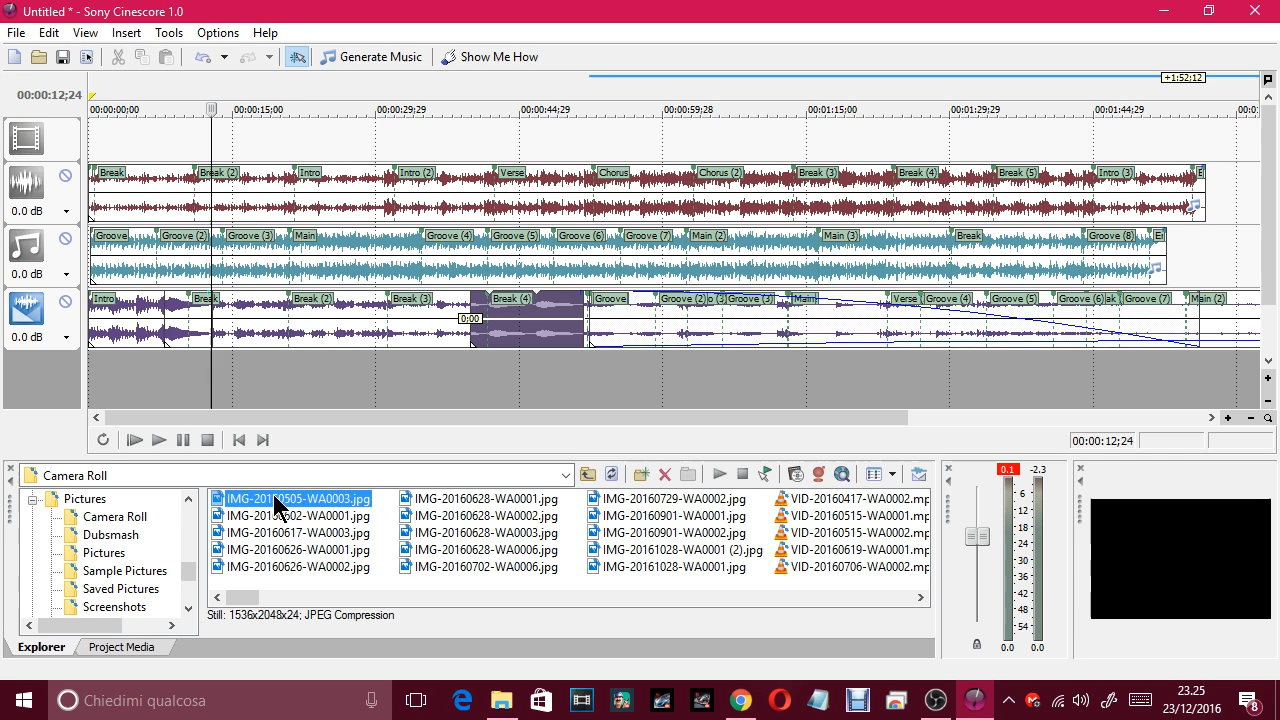 Untitled * - Sony Cinescore 1.0
File Edit View Insert Tools Options Help
Generate Music Show Me How
+1:52;12
00:00:12;24
00:00:00;00 00:00:15;00 00:00:29;29 00:00:44;29 00:00:59;28 00:01:15;00 00:01:29;29 00:01:44;29 00:0
Break Break (2) Intro Intro (2) Verse Chorus Chorus (2) Break (3) Break (4) Break (5) Intro (3)
0.0 dB
Groove Groove (2) Groove (3) Main Groove (4) Groove (5) Groove (6) Groove (7) Main (2) Main (3) Break Groove (8)
0.0 dB
Intro Break Break (2) Break (3) Break (4) Groove Groove (2) Groove (3) Main Verse Groove (4) Groove (5) Groove (6) Groove (7) Main (2)
0:00
0.0 dB
00:00:12;24
Camera Roll
Pictures
Camera Roll
Dubsmash
Pictures
Sample Pictures
Saved Pictures
Screenshots
IMG-20160505-WA0003.jpg IMG-20160628-WA0001.jpg IMG-20160729-WA0002.jpg VID-20160417-WA0002.mp
02-WA0001.jpg IMG-20160628-WA0002.jpg IMG-20160901-WA0001.jpg VID-20160515-WA0001.mp
IMG-20160617-WA0003.jpg IMG-20160628-WA0003.jpg IMG-20160901-WA0002.jpg VID-20160515-WA0002.mp
IMG-20160626-WA0001.jpg IMG-20160628-WA0005.jpg IMG-20161028-WA0001 (2).jpg VID-20160619-WA0001.mp
IMG-20160626-WA0002.jpg IMG-20160702-WA0006.jpg IMG-20161028-WA0001.jpg VID-20160706-WA0002.mp
Still: 1536x2048x24; JPEG Compression
Explorer Project Media
0.1 -2.3
6
12
18
24
30
36
42
48
54
0.0 0.0
Chiedimi qualcosa
23.25
23/12/2016
8